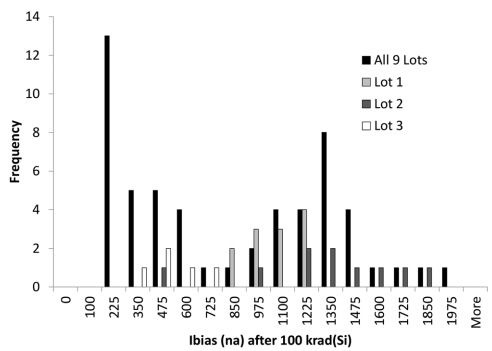 14
12
10
8
6
4
2
0
Frequency
All 9 Lots
Lot 1
Lot 2
Lot 3
0 100 225 350 475 600 725 850 975 1100 1225 1350 1475 1600 1725 1850 1975 More
Ibias (na) after 100 krad(Si)